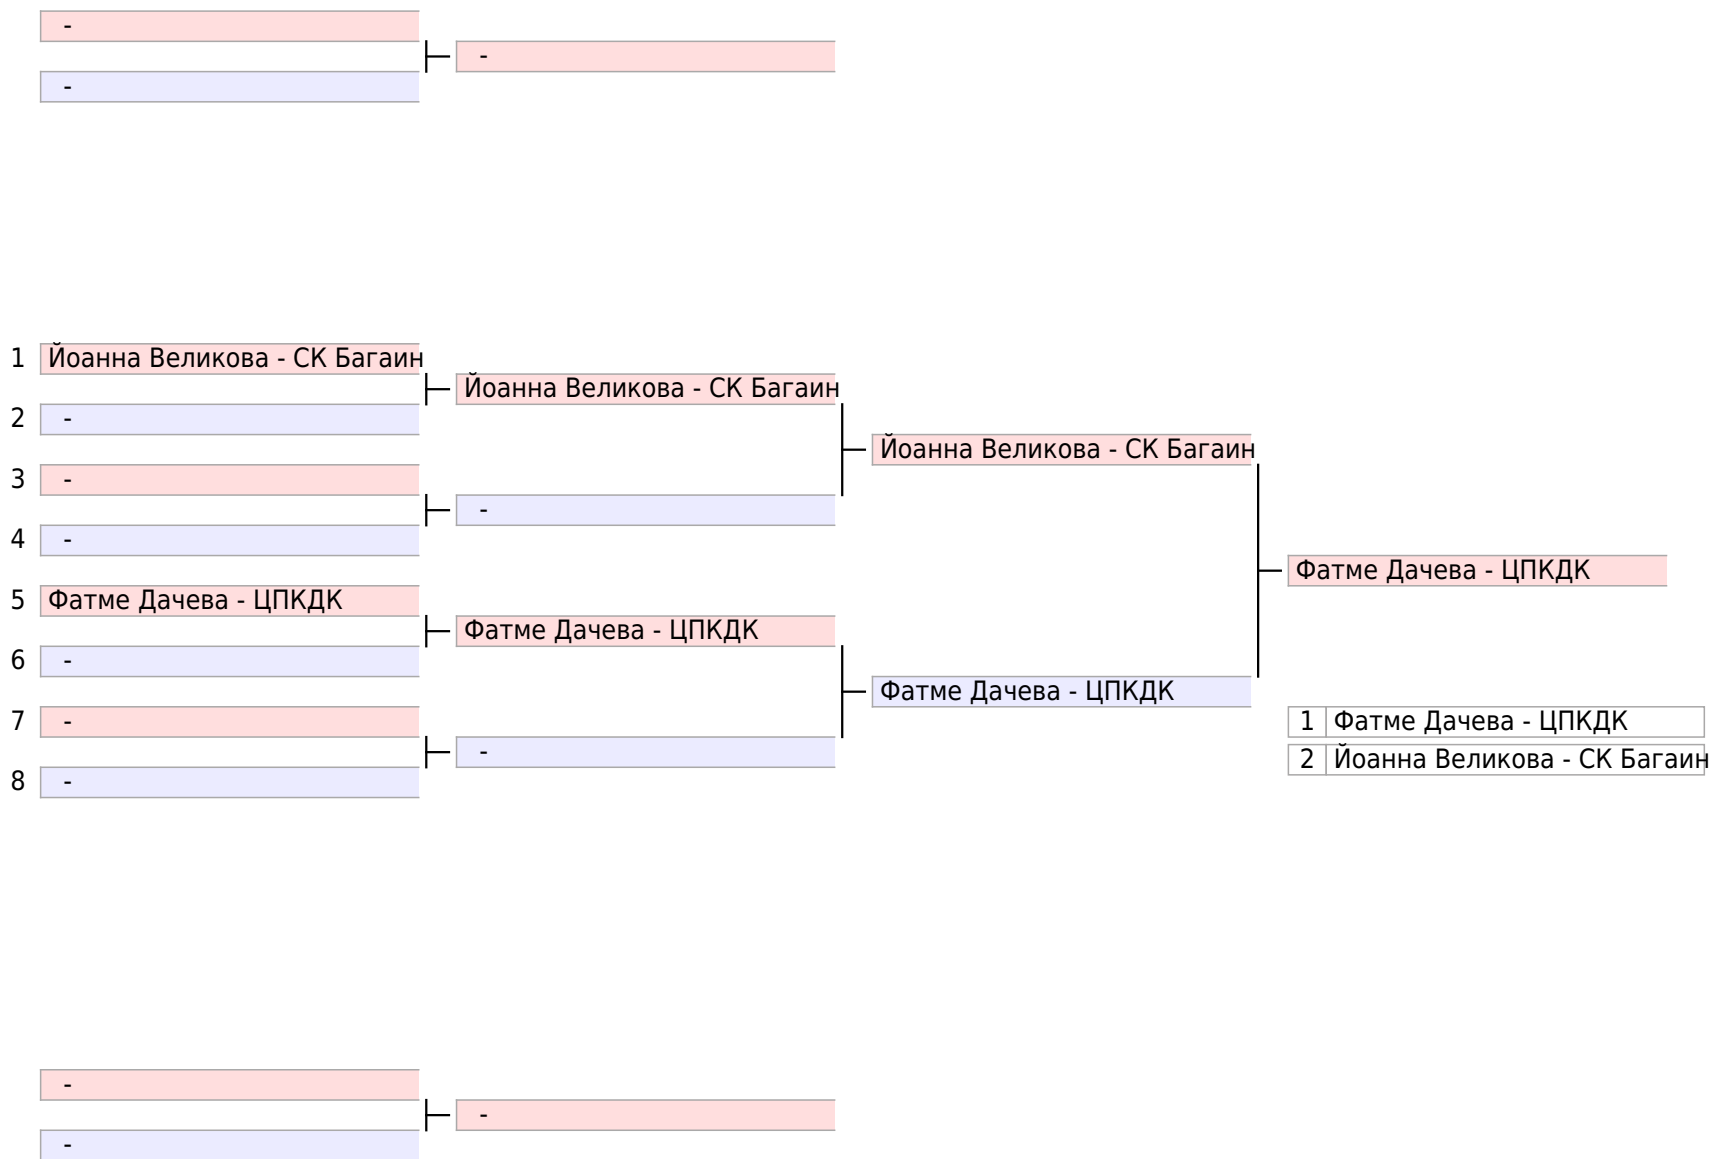 -
-
-
1 Йоанна Великова - СК Багаин
Йоанна Великова - СК Багаин
2 -
Йоанна Великова - СК Багаин
3 -
-
4 -
Фатме Дачева - ЦПКДК
5 Фатме Дачева - ЦПКДК
Фатме Дачева - ЦПКДК
6 -
Фатме Дачева - ЦПКДК
7 -
1 Фатме Дачева - ЦПКДК
-
2 Йоанна Великова - СК Багаин
8 -
-
-
-